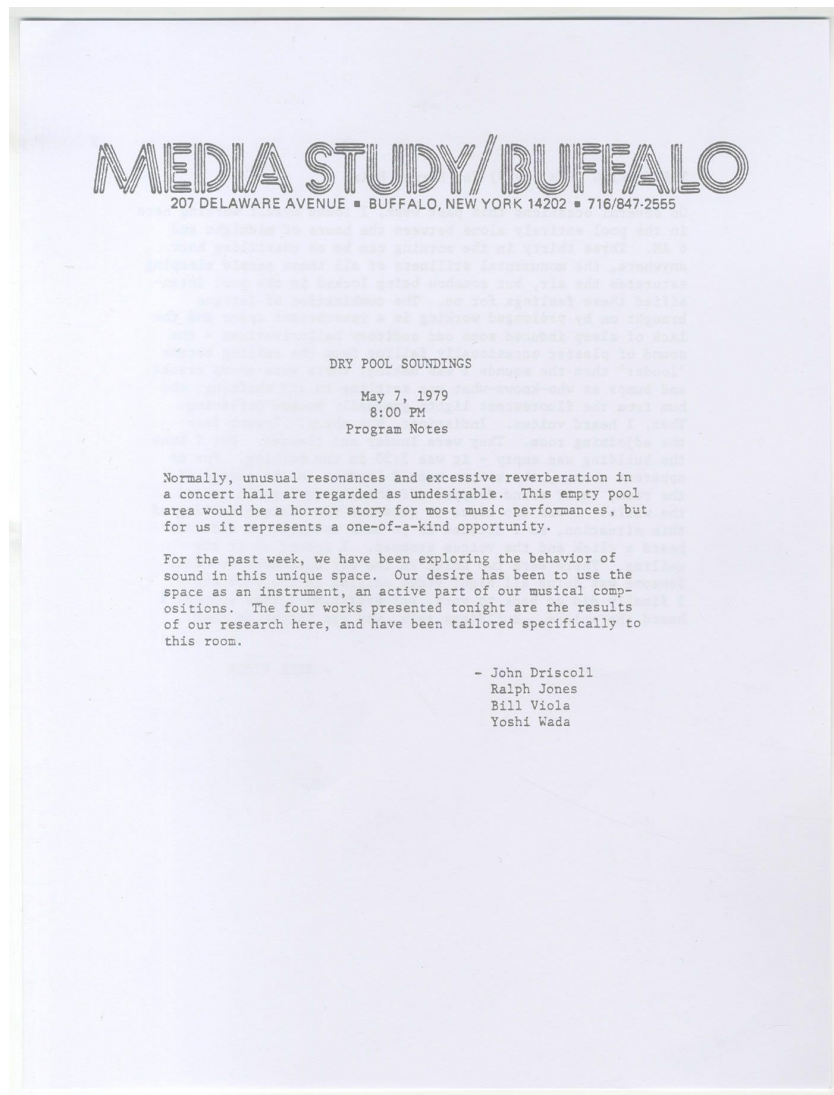 MEDIA STUDY/BUFFALO
207 DELAWARE AVENUE ■ BUFFALO, NEW YORK 14202 ■ 716/847-2555
DRY POOL SOUNDINGS
May 7, 1979
8:00 PM
Program Notes
Normally, unusual resonances and excessive reverberation in
a concert hall are regarded as undesirable. This empty pool
area would be a horror story for most music performances, but
for us it represents a one-of-a-kind opportunity.
For the past week, we have been exploring the behavior of
sound in this unique space. Our desire has been to use the
space as an instrument, an active part of our musical comp-
ositions. The four works presented tonight are the results
of our research here, and have been tailored specifically to
this room.
- John Driscoll
Ralph Jones
Bill Viola
Yoshi Wada